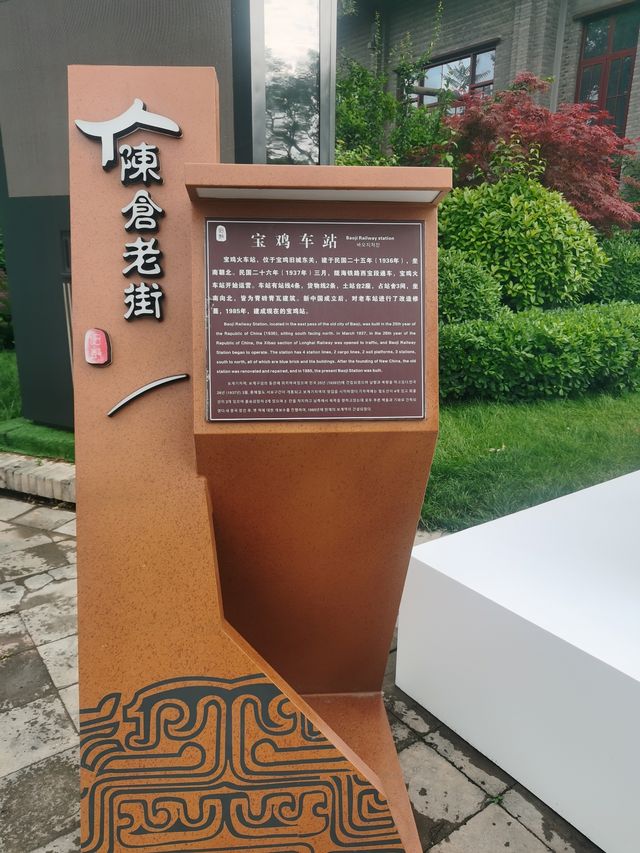 陳倉老街
宝鸡车站 Baoji Railway station
바오지처잔
宝鸡火车站，位于宝鸡旧城东关，建于民国二十五年（1936年），坐
南朝北，民国二十六年（1937年）三月，陇海铁路西宝段通车，宝鸡火
车站开始运营。车站有站线4条，货物线2条，土站台2座，占站舍3间，坐
南向北，皆为青砖青瓦建筑，新中国成立后，对老车站进行了改造修
葺，1985年，建成现在的宝鸡站。
Baoji Railway Station, located in the east pass of the old city of Baoji, was built in the 25th year of
the Republic of China (1936), sitting south facing north. In March 1937, in the 26th year of the
Republic of China, the Xibao section of Longhai Railway was opened to traffic, and Baoji Railway
Station began to operate. The station has 4 station lines, 2 cargo lines, 2 soil platforms, 3 stations,
south to north, all of which are blue brick and tile buildings. After the founding of New China, the old
station was renovated and repaired, and in 1985, the present Baoji Station was built.